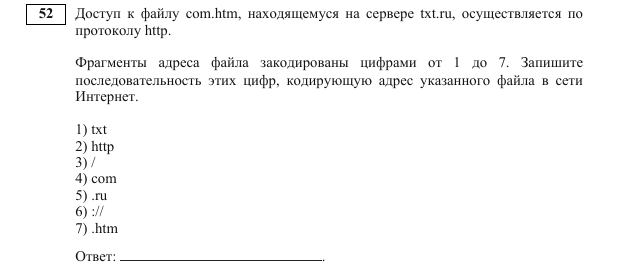 52 Доступ к файлу com.htm, находящемуся на сервере txt.ru, осуществляется по
протоколу http.
Фрагменты адреса файла закодированы цифрами от 1 до 7. Запишите
последовательность этих цифр, кодирующую адрес указанного файла в сети
Интернет.
1) txt
2) http
3) /
4) com
5) .ru
6) ://
7) .htm
Ответ: ______________________.